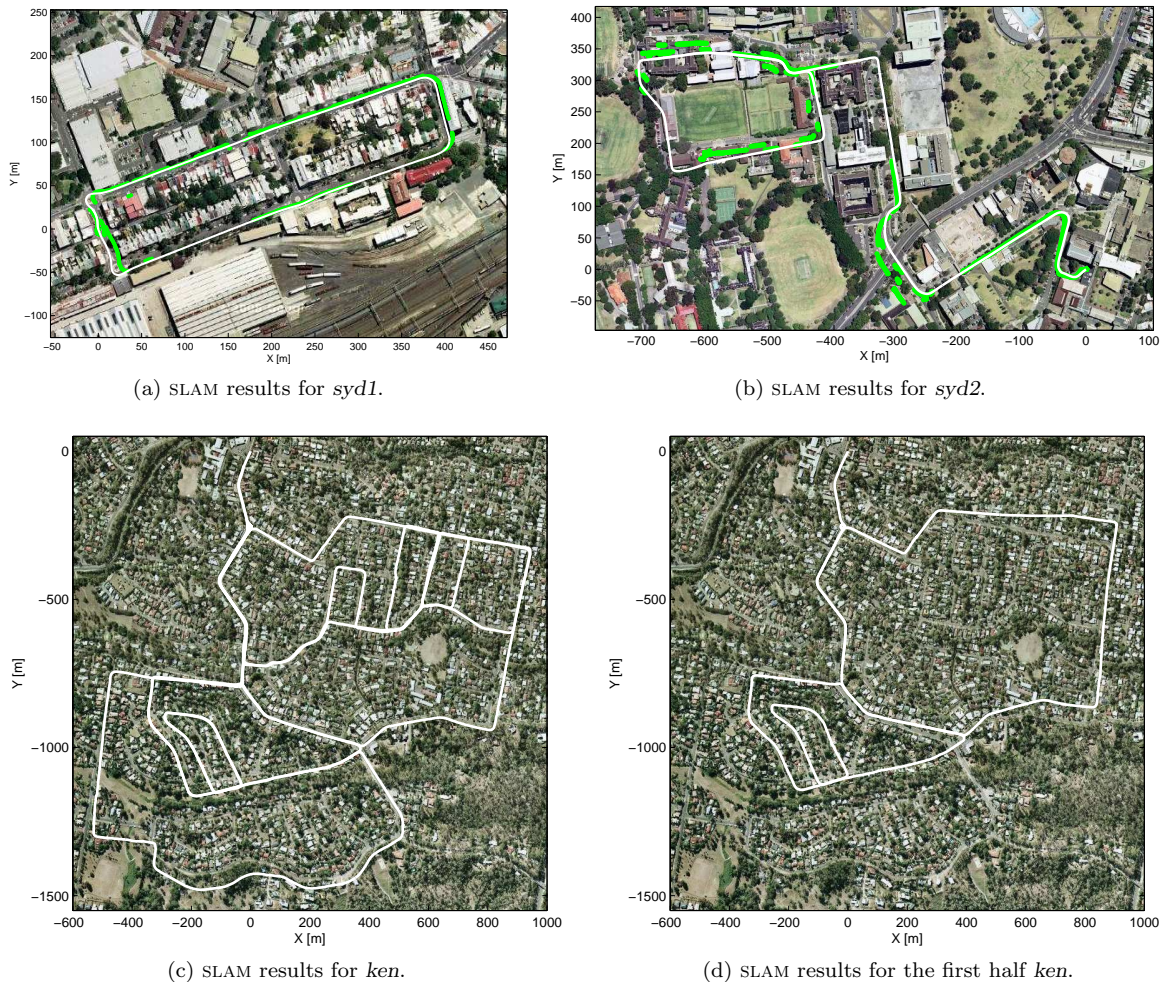 250
200
150
100
50
0
−50
−100
Y [m]
−50 0 50 100 150 200 250 300 350 400 450
X [m]
(a) SLAM results for syd1.
400
350
300
250
200
150
100
50
0
−50
Y [m]
−700 −600 −500 −400 −300 −200 −100 0 100
X [m]
(b) SLAM results for syd2.
0
−500
−1000
−1500
Y [m]
−600 −400 −200 0 200 400 600 800 1000
X [m]
(c) SLAM results for ken.
0
−500
−1000
−1500
Y [m]
−600 −400 −200 0 200 400 600 800 1000
X [m]
(d) SLAM results for the first half ken.